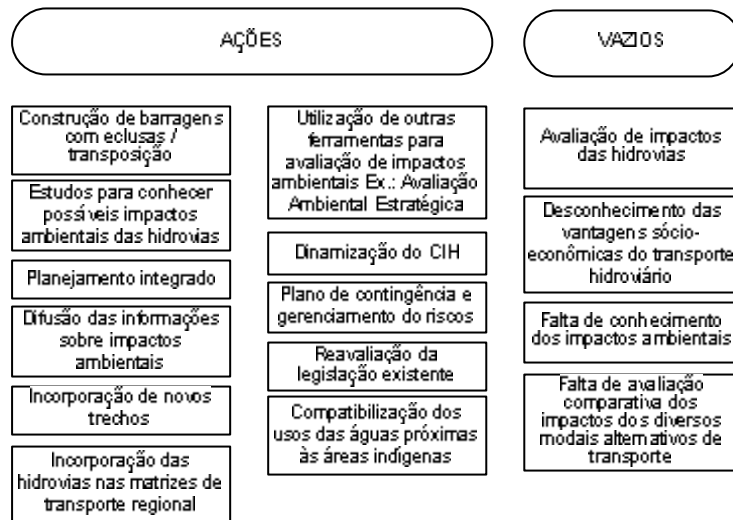 AÇÕES
VAZIOS
Construção de barragens
com eclusas /
transposição
Estudos para conhecer
possíveis impactos
ambientais das hidrovias
Planejamento integrado
Difusão das informações
sobre impactos
ambientais
Incorporação de novos
trechos
Incorporação das
hidrovias nas matrizes de
transporte regional
Utilização de outras
ferramentas para
avaliação de impactos
ambientais Ex.: Avaliação
Ambiental Estratégica
Dinamização do CIH
Plano de contingência e
gerenciamento do riscos
Reavaliação da
legislação existente
Compatibilização dos
usos das águas próximas
às áreas indígenas
Avaliação de impactos
das hidrovias
Desconhecimento das
vantagens sócio-
econômicas do transporte
hidroviário
Falta de conhecimento
dos impactos ambientais
Falta de avaliação
comparativa dos
impactos dos diversos
modais alternativos de
transporte